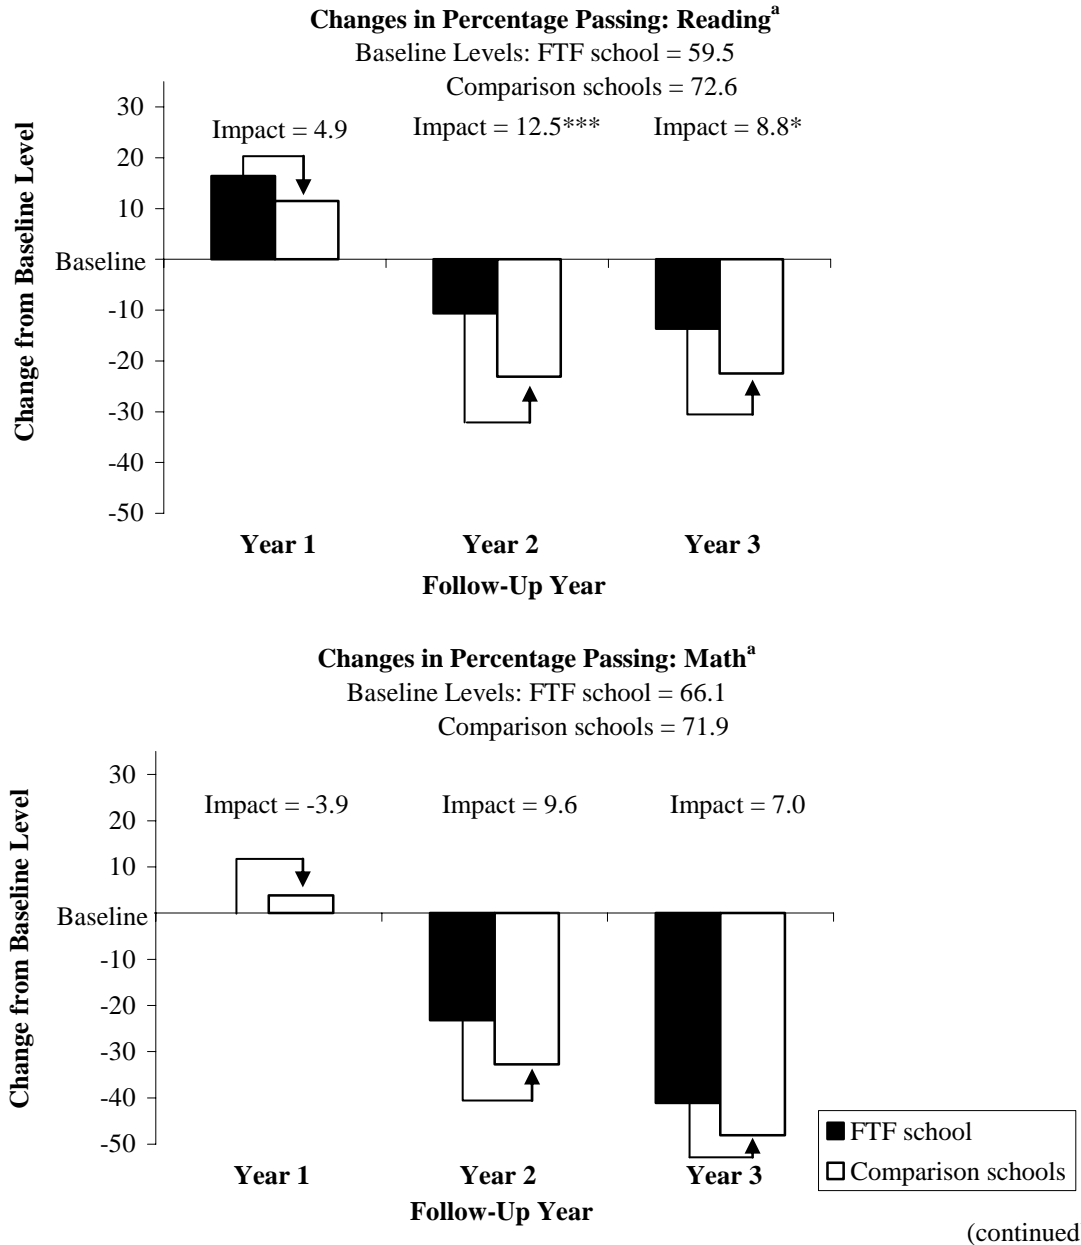 Changes in Percentage Passing: Reading^a
Baseline Levels: FTF school = 59.5
Comparison schools = 72.6
Impact = 4.9 Impact = 12.5*** Impact = 8.8*
30
20
10
Baseline
-10
-20
-30
-40
-50
Change from Baseline Level
Year 1 Year 2 Year 3
Follow-Up Year
Changes in Percentage Passing: Math^a
Baseline Levels: FTF school = 66.1
Comparison schools = 71.9
Impact = -3.9 Impact = 9.6 Impact = 7.0
30
20
10
Baseline
-10
-20
-30
-40
-50
Change from Baseline Level
Year 1 Year 2 Year 3
Follow-Up Year
FTF school
Comparison schools
(continued